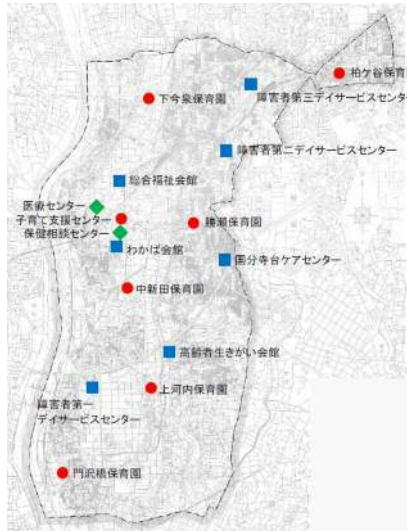 柏ケ谷保育
下今泉保育園
障害者第三デイサービスセンター
障害者第二デイサービスセンター
総合福祉会館
医療センター
子育て支援センター
勝瀬保育園
保健相談センター
わかば会館
国分寺台ケアセンター
中新田保育園
高齢者生きがい会館
上河内保育園
障害者第一
デイサービスセンター
門沢橋保育園